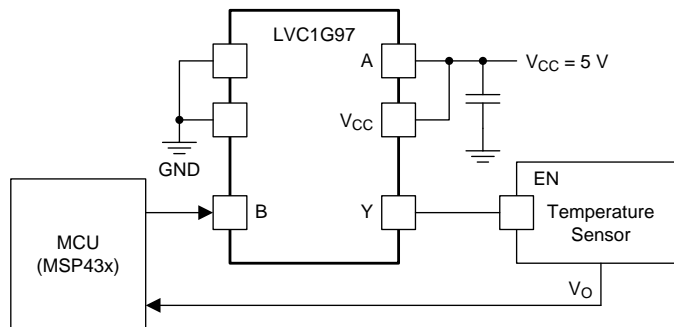 LVC1G97
A
V_CC = 5 V
V_CC
GND
EN
B
Y
Temperature
Sensor
MCU
(MSP43x)
V_O